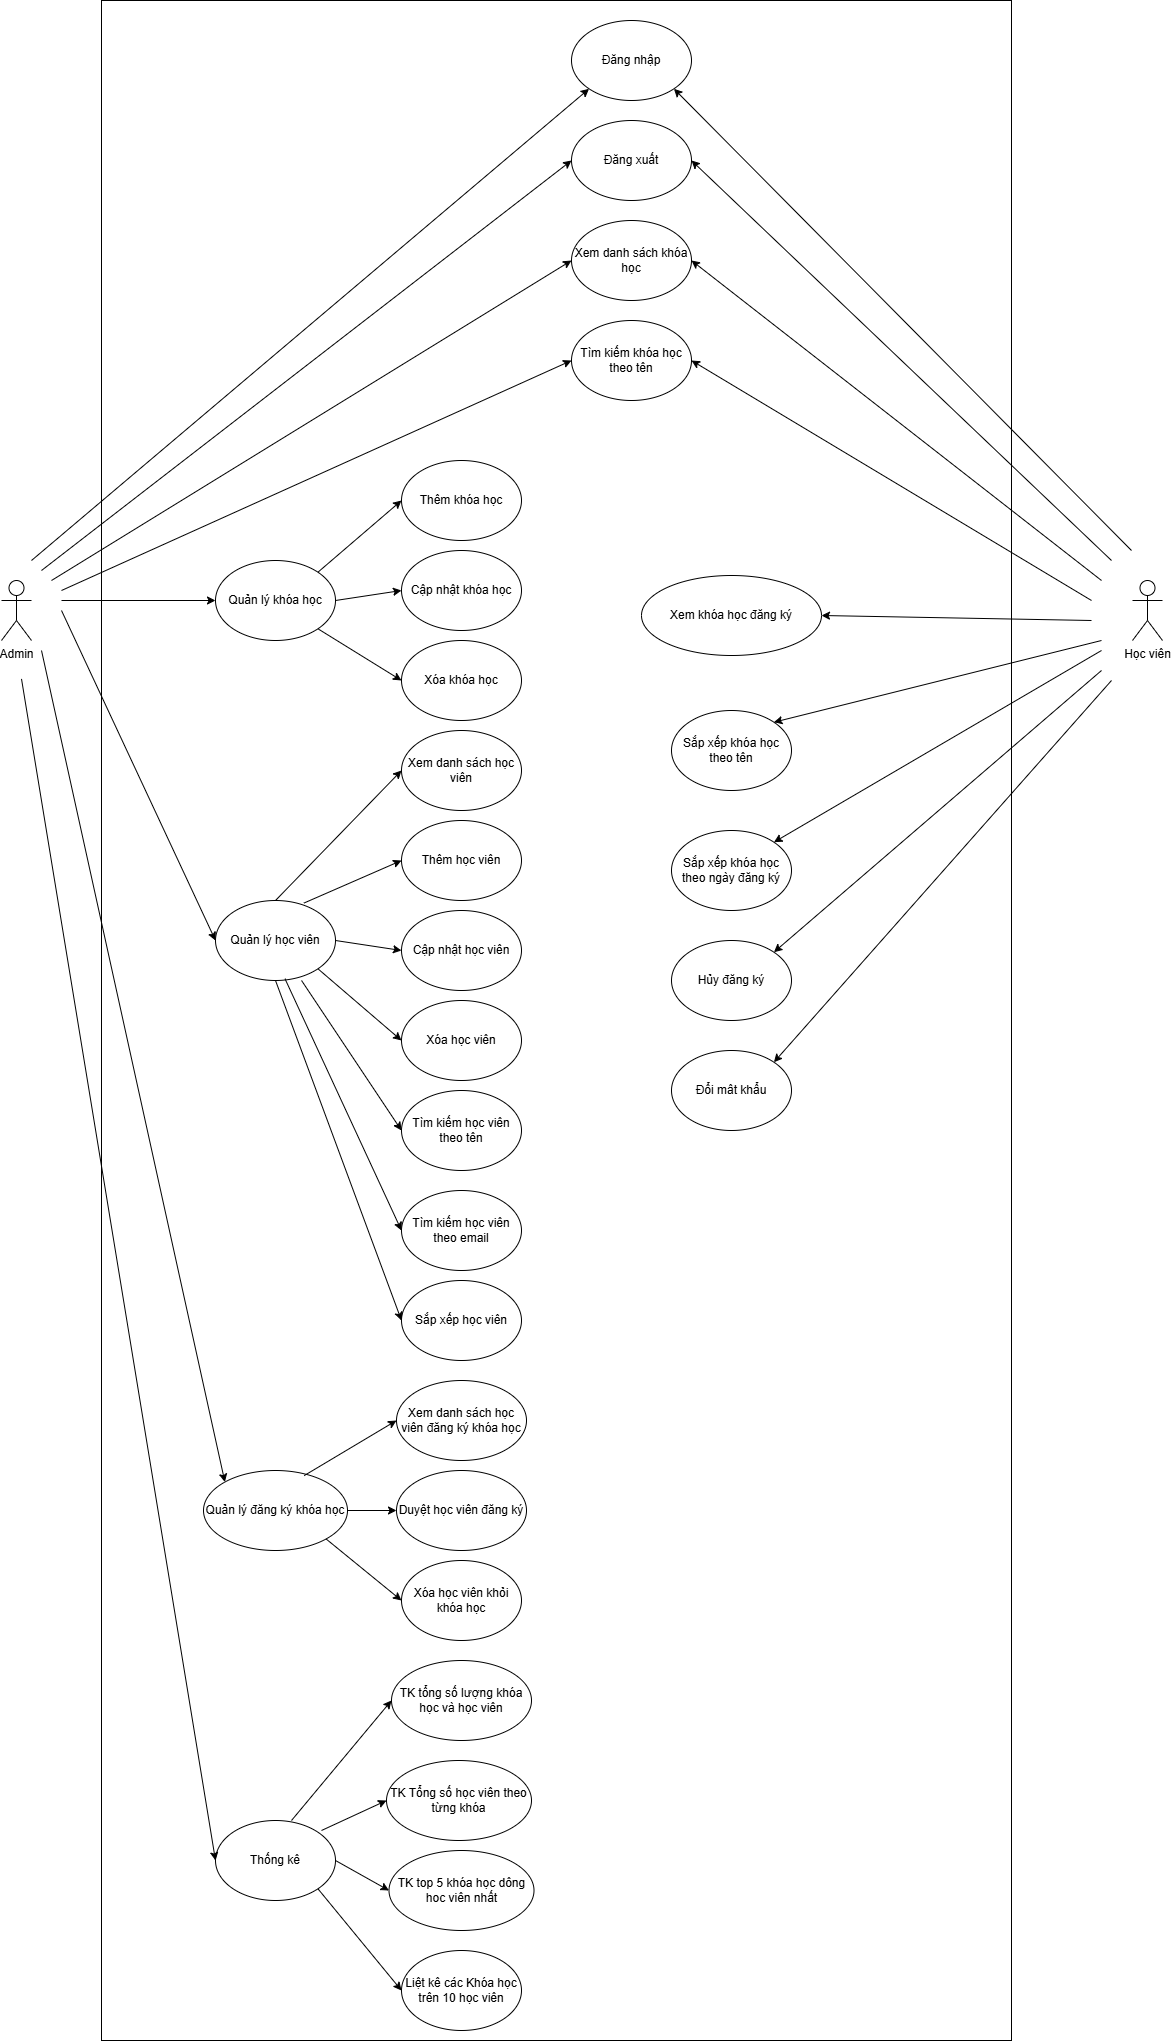 Đăng nhập
Đăng xuất
Xem danh sách khóa
học
Tìm kiếm khóa học
theo tên
Thêm khóa học
Cập nhật khóa học
Quản lý khóa học
Xóa khóa học
Admin
Học viên
Xem khóa học đăng ký
Sắp xếp khóa học
theo tên
Sắp xếp khóa học
theo ngày đăng ký
Hủy đăng ký
Đổi mât khẩu
Xem danh sách học
viên
Thêm học viên
Quản lý học viên
Cập nhật học viên
Xóa học viên
Tìm kiếm học viên
theo tên
Tìm kiếm học viên
theo email
Sắp xếp học viên
Xem danh sách học
viên đăng ký khóa học
Quản lý đăng ký khóa học
Duyệt học viên đăng ký
Xóa học viên khỏi
khóa học
TK tổng số lượng khóa
học và học viên
TK Tổng số học viên theo
từng khóa
Thống kê
TK top 5 khóa học dông
hoc viên nhất
Liệt kê các Khóa học
trên 10 học viên